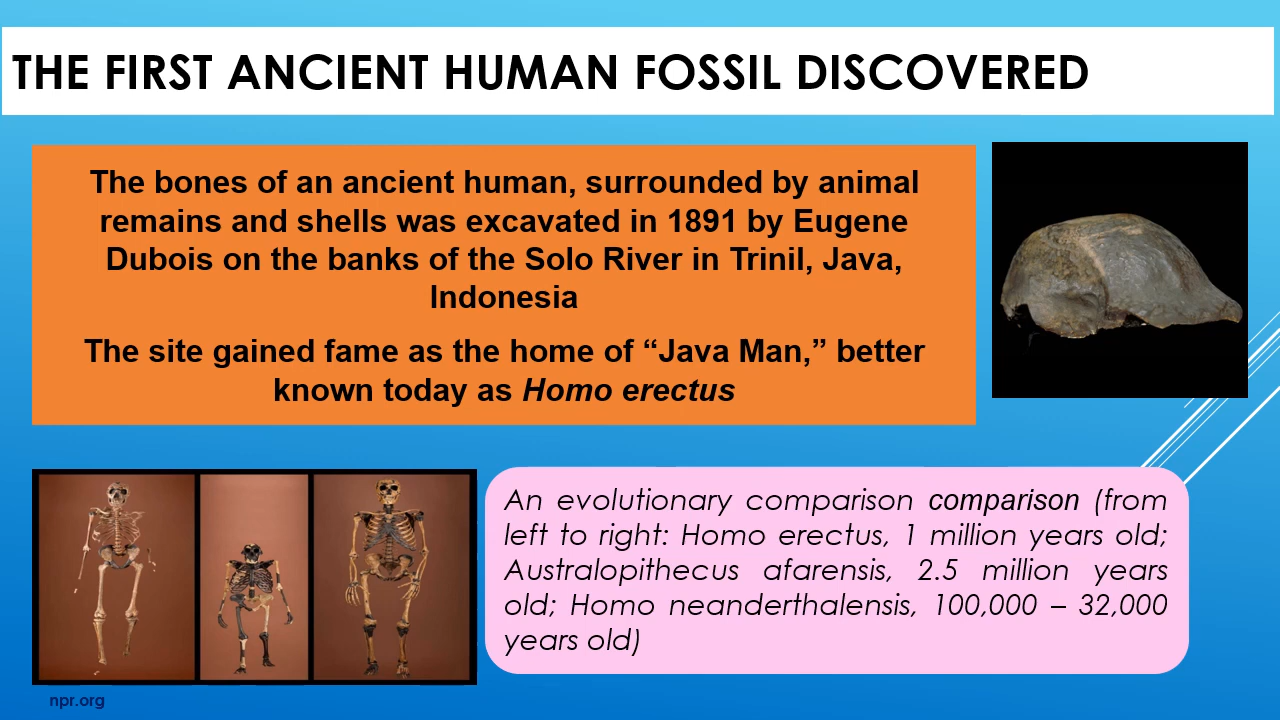 THE FIRST ANCIENT HUMAN FOSSIL DISCOVERED
The bones of an ancient human, surrounded by animal
remains and shells was excavated in 1891 by Eugene
Dubois on the banks of the Solo River in Trinil, Java,
Indonesia
The site gained fame as the home of “Java Man,” better
known today as Homo erectus
An evolutionary comparison comparison (from
left to right: Homo erectus, 1 million years old;
Australopithecus afarensis, 2.5 million years
old; Homo neanderthalensis, 100,000 – 32,000
years old)
npr.org